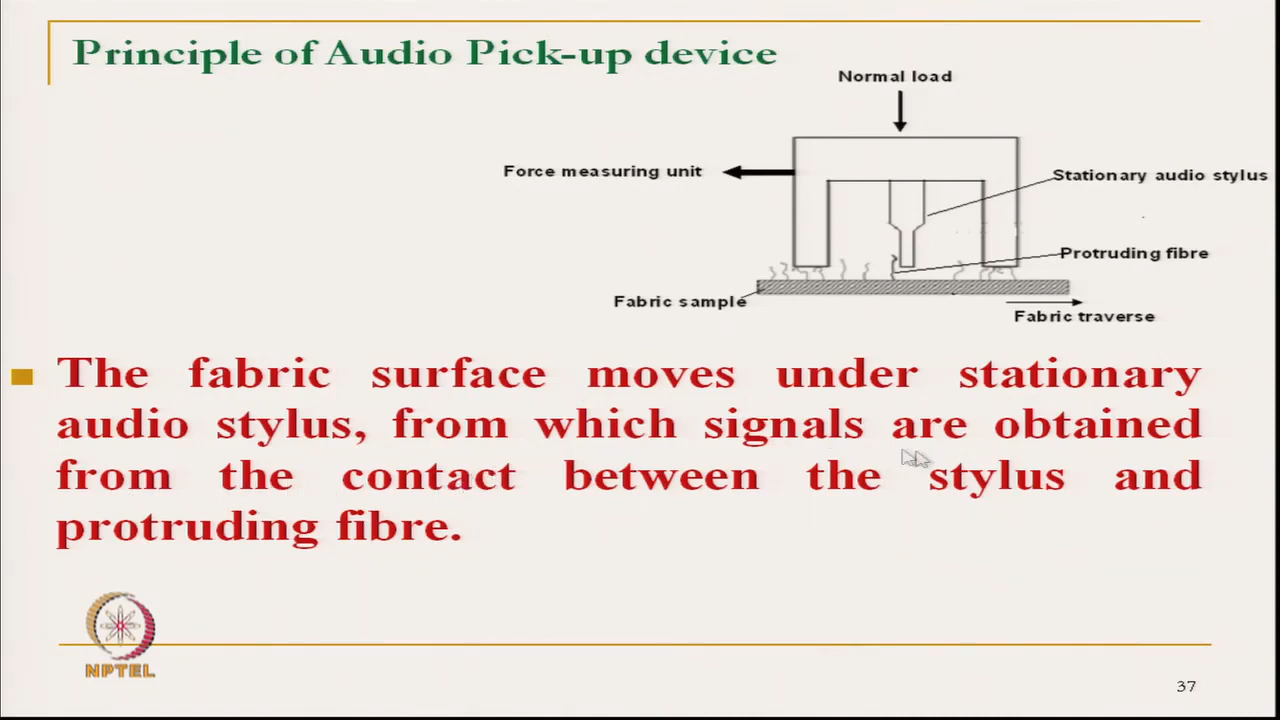 Principle of Audio Pick-up device
Normal load
Force measuring unit
Stationary audio stylus
Protruding fibre
Fabric sample
Fabric traverse
The fabric surface moves under stationary
audio stylus, from which signals are obtained
from the contact between the stylus and
protruding fibre.
NPTEL
37